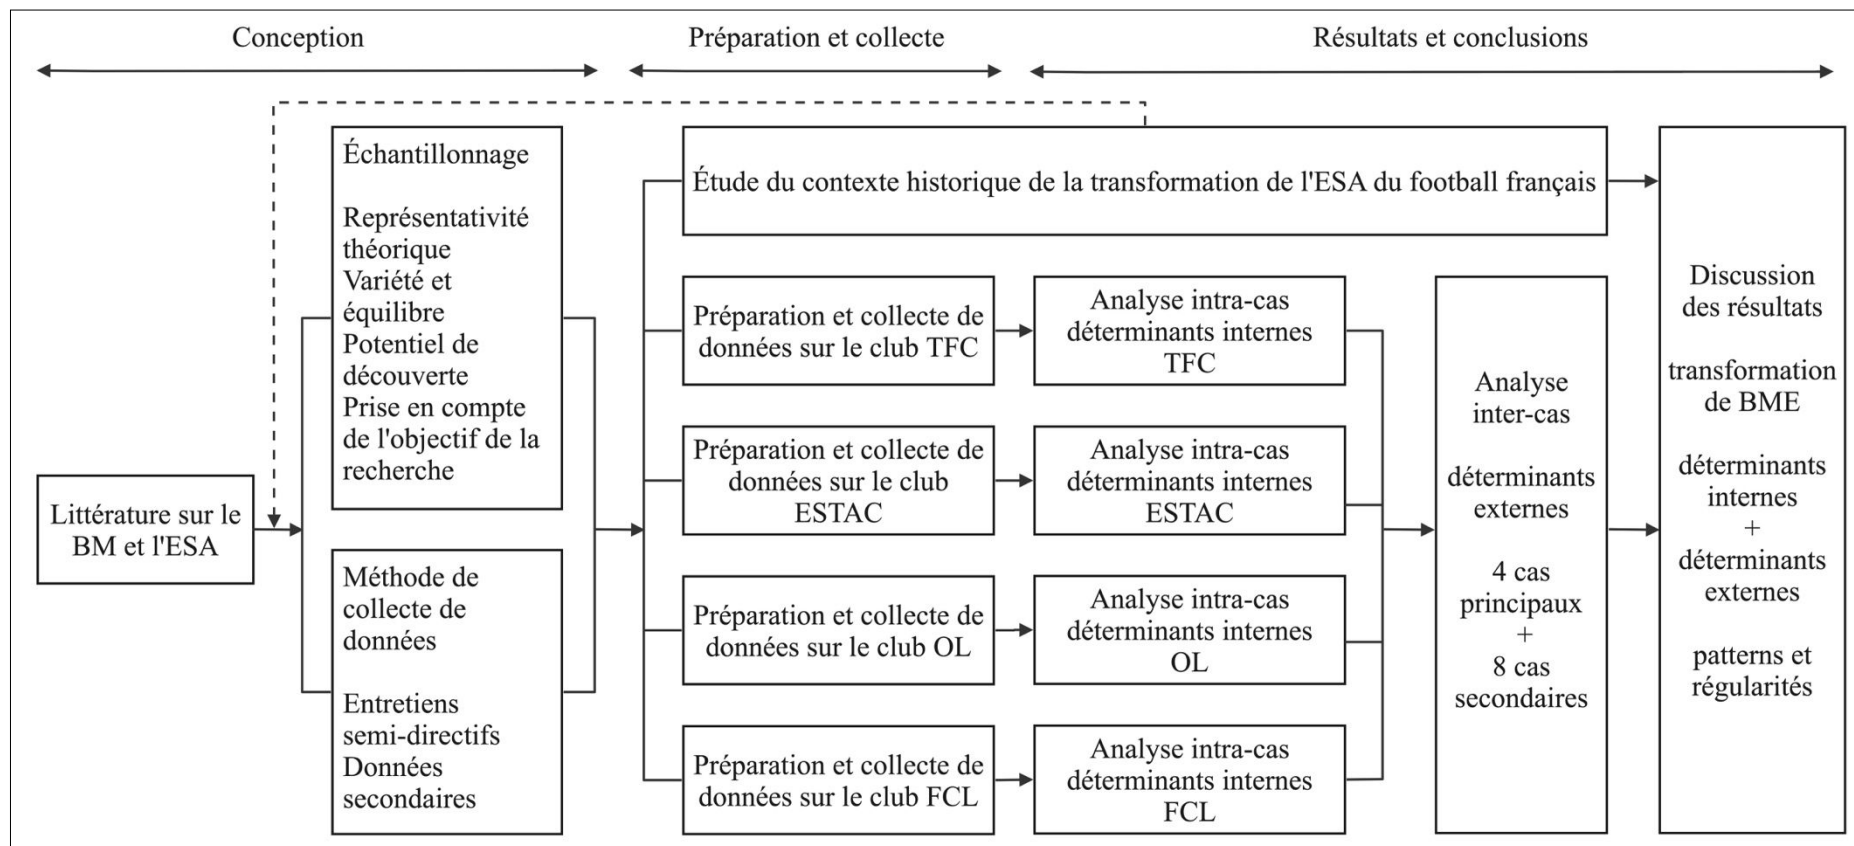 Conception
Préparation et collecte
Résultats et conclusions
Littérature sur le
BM et l'ESA
Échantillonnage
Représentativité
théorique
Variété et
équilibre
Potentiel de
découverte
Prise en compte
de l'objectif de la
recherche
Méthode de
collecte de
données
Entretiens
semi-directifs
Données
secondaires
Étude du contexte historique de la transformation de l'ESA du football français
Préparation et collecte de
données sur le club TFC
Analyse intra-cas
déterminants internes
TFC
Préparation et collecte de
données sur le club
ESTAC
Analyse intra-cas
déterminants internes
ESTAC
Préparation et collecte de
données sur le club OL
Analyse intra-cas
déterminants internes
OL
Préparation et collecte de
données sur le club FCL
Analyse intra-cas
déterminants internes
FCL
Analyse
inter-cas
déterminants
externes
4 cas
principaux
+
8 cas
secondaires
Discussion
des résultats
transformation
de BME
déterminants
internes
+
déterminants
externes
patterns et
régularités